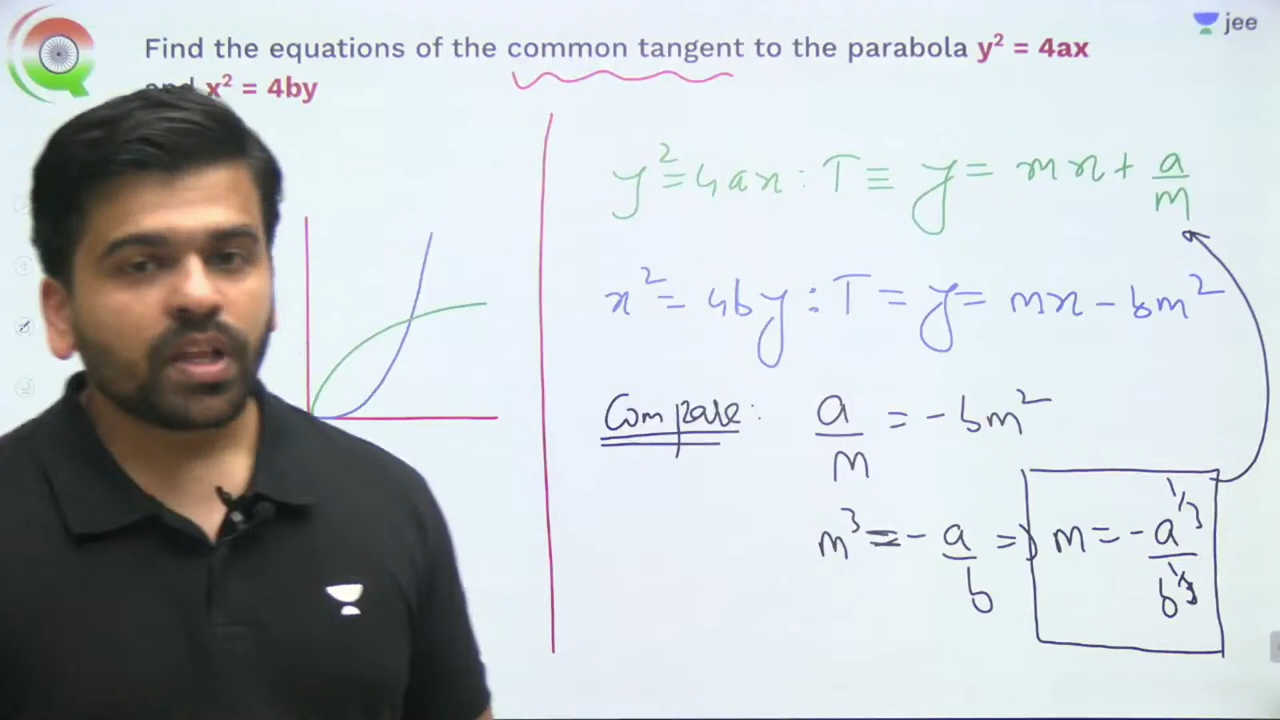 jee
Find the equations of the common tangent to the parabola y² = 4ax
and x² = 4by
y² = 4ax : T ≡ y = mx + a/m
x² = 4by : T = y = mx - bm²
Compare: a/m = -bm²
m³ = - a/b => m = - a^1/3 / b^1/3